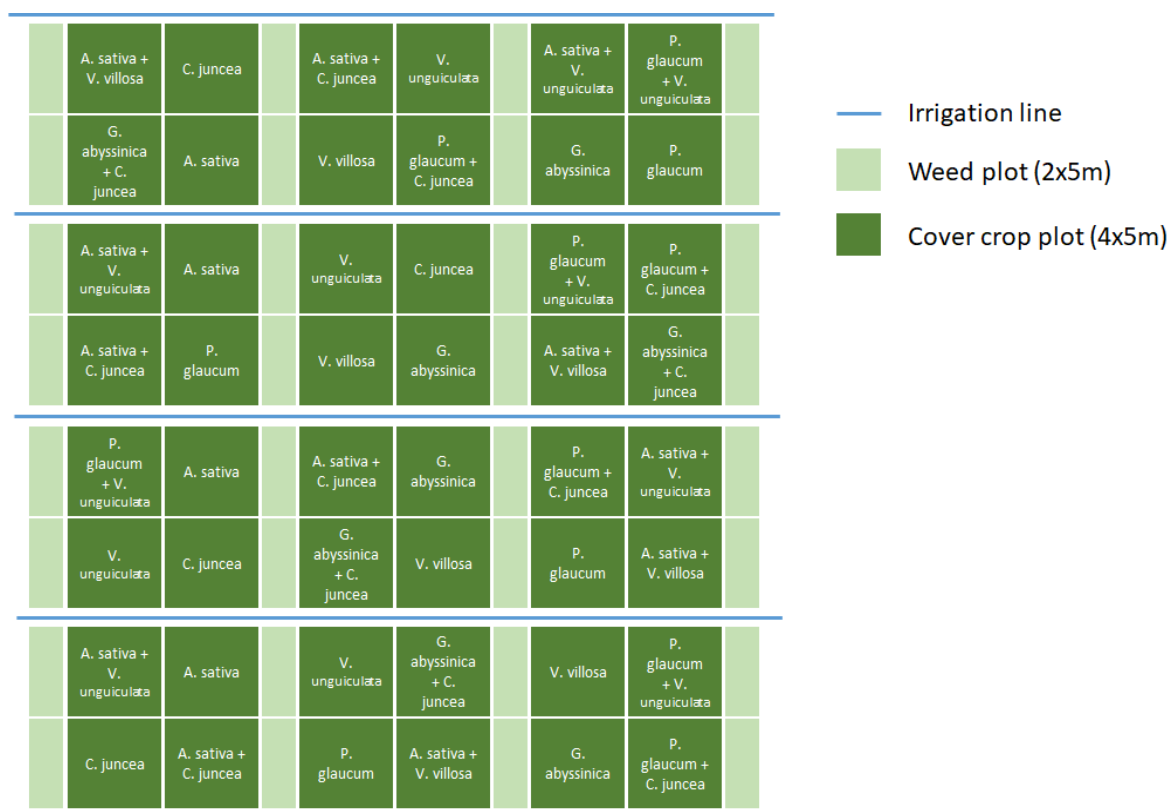 A. sativa +
V. villosa
C. juncea
A. sativa +
C. juncea
V.
unguiculata
A. sativa +
V.
unguiculata
P.
glaucum
+ V.
unguiculata
G.
abyssinica
+ C.
juncea
A. sativa
V. villosa
P.
glaucum +
C. juncea
G.
abyssinica
P.
glaucum
A. sativa +
V.
unguiculata
A. sativa
V.
unguiculata
C. juncea
P.
glaucum
+ V.
unguiculata
P.
glaucum +
C. juncea
A. sativa +
C. juncea
P.
glaucum
V. villosa
G.
abyssinica
A. sativa +
V. villosa
G.
abyssinica
+ C.
juncea
P.
glaucum
+ V.
unguiculata
A. sativa
A. sativa +
C. juncea
G.
abyssinica
P.
glaucum +
C. juncea
A. sativa +
V.
unguiculata
V.
unguiculata
C. juncea
G.
abyssinica
+ C.
juncea
V. villosa
P.
glaucum
A. sativa +
V. villosa
A. sativa +
V.
unguiculata
A. sativa
V.
unguiculata
G.
abyssinica
+ C.
juncea
V. villosa
P.
glaucum
+ V.
unguiculata
C. juncea
A. sativa +
C. juncea
P.
glaucum
A. sativa +
V. villosa
G.
abyssinica
P.
glaucum +
C. juncea
Irrigation line
Weed plot (2x5m)
Cover crop plot (4x5m)